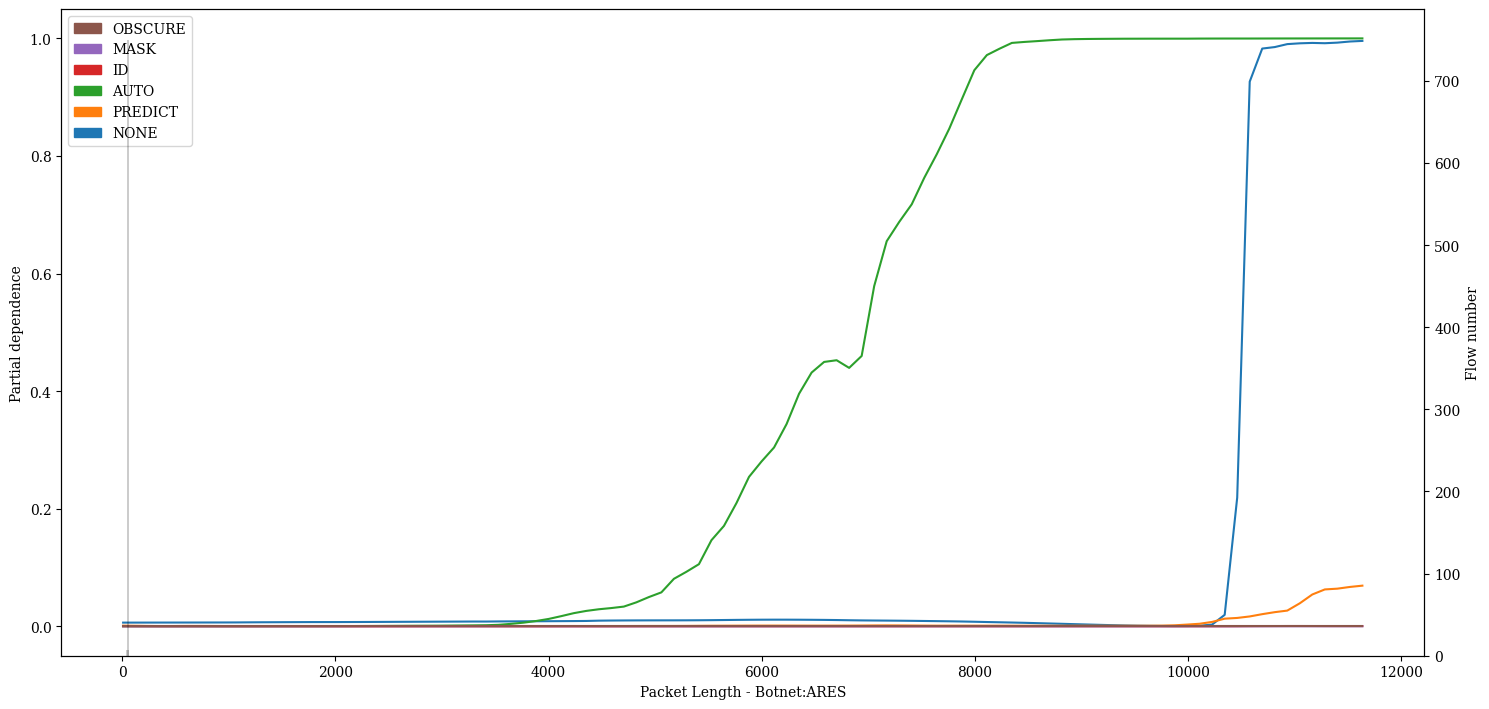 OBSCURE
MASK
ID
AUTO
PREDICT
NONE
Partial dependence
1.0
0.8
0.6
0.4
0.2
0.0
0
2000
4000
6000
8000
10000
12000
Packet Length - Botnet:ARES
700
600
500
400
300
200
100
0
Flow number